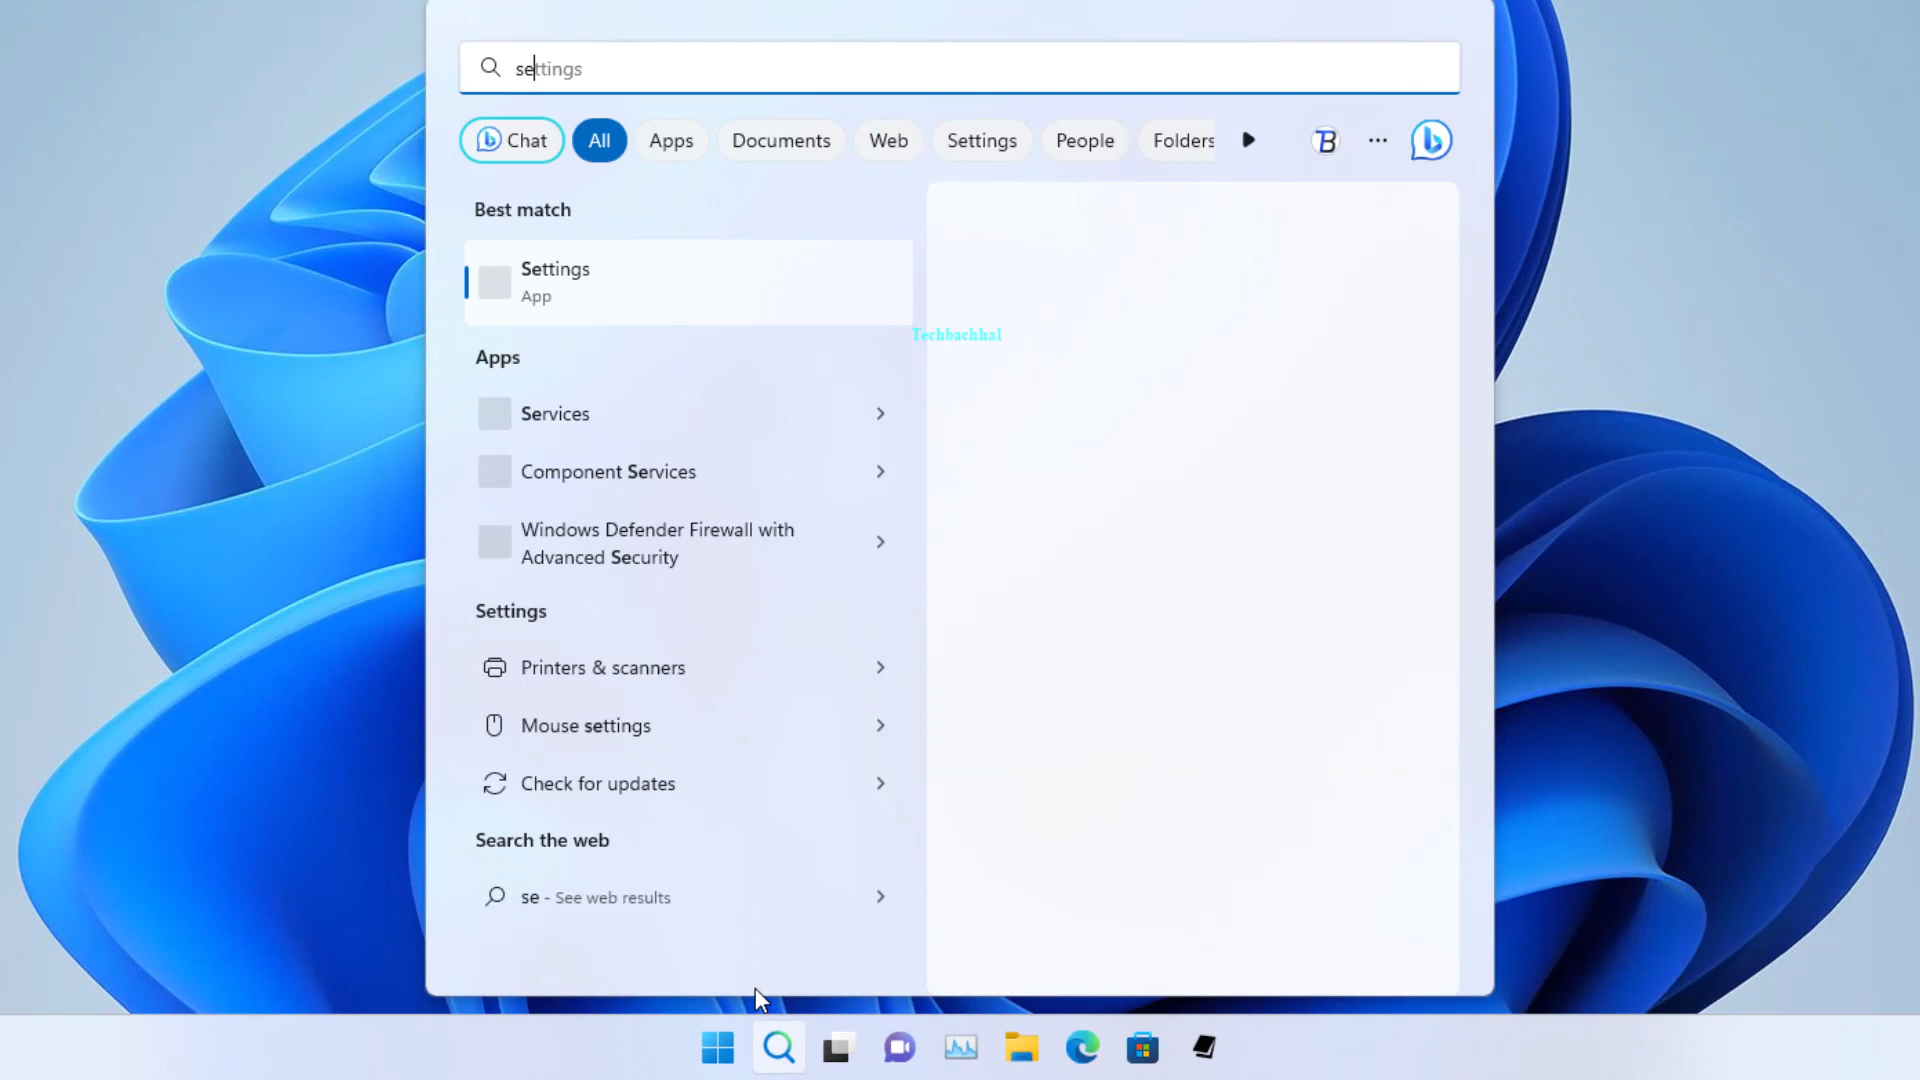 settings
Chat
All
Apps
Documents
Web
Settings
People
Folders
B
Best match
Settings
App
Techbachhal
Apps
Services
Component Services
Windows Defender Firewall with
Advanced Security
Settings
Printers & scanners
Mouse settings
Check for updates
Search the web
se - See web results